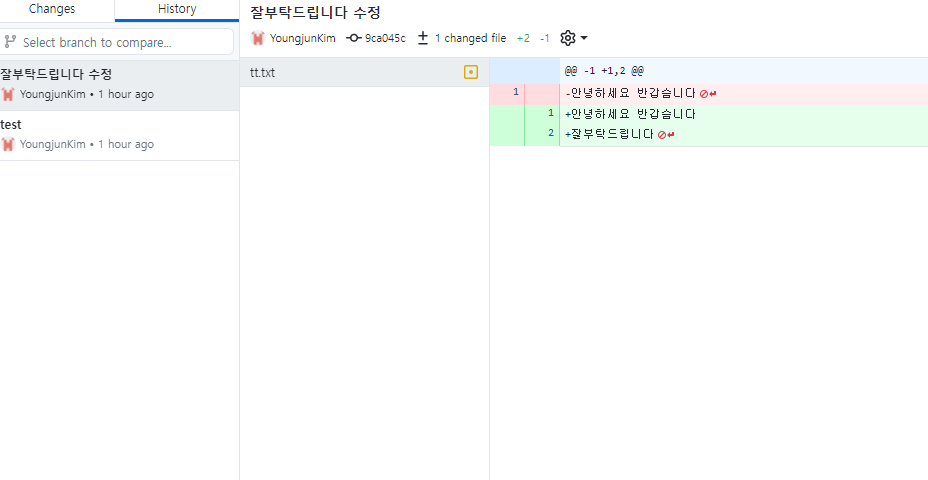 Changes
History
Select branch to compare...
잘부탁드립니다 수정
YoungjunKim • 1 hour ago
test
YoungjunKim • 1 hour ago
잘부탁드립니다 수정
YoungjunKim 9ca045c 1 changed file +2 -1
tt.txt
@@ -1 +1,2 @@
1 -안녕하세요 반갑습니다
1 +안녕하세요 반갑습니다
2 +잘부탁드립니다